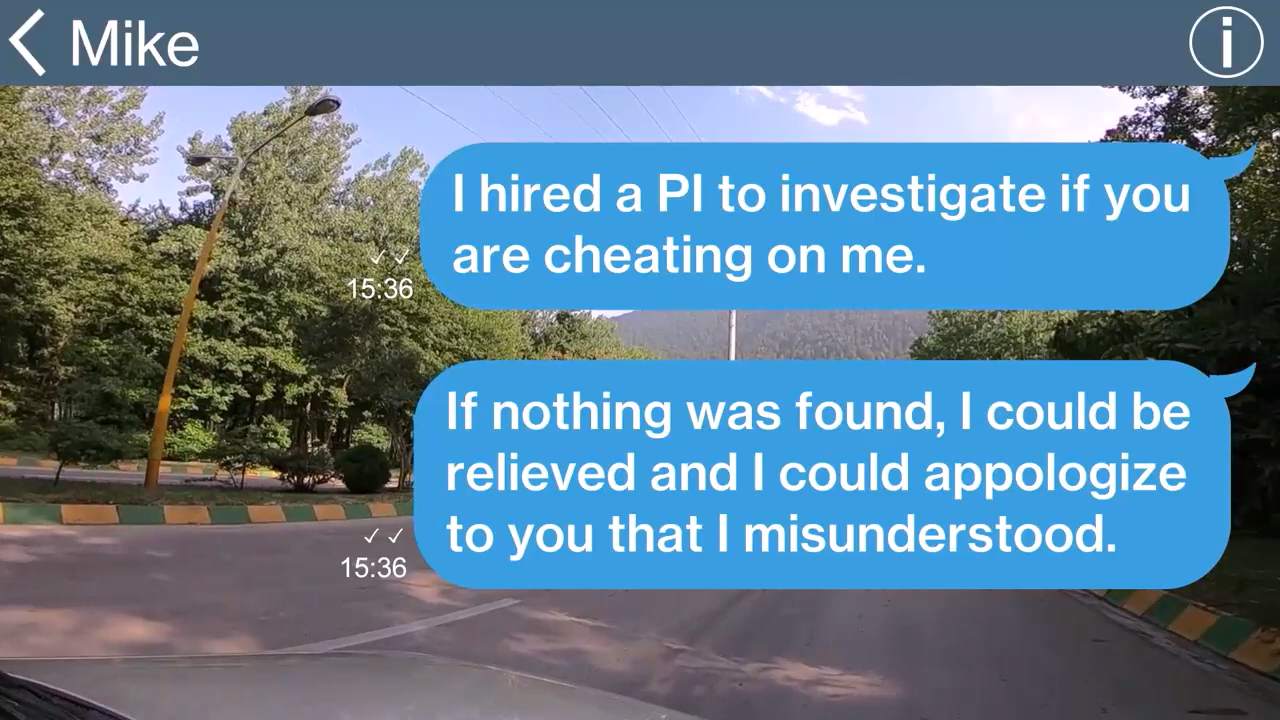 Mike
I hired a PI to investigate if you
are cheating on me.
✓✓
15:36
If nothing was found, I could be
relieved and I could appologize
to you that I misunderstood.
✓✓
15:36